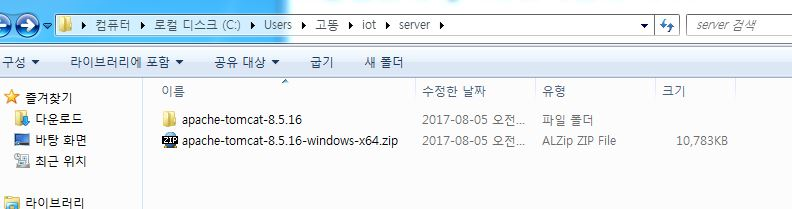 컴퓨터 ▸ 로컬 디스크 (C:) ▸ Users ▸ 고뚱 ▸ iot ▸ server ▸ server 검색
구성 라이브러리에 포함 공유 대상 굽기 새 폴더
이름 수정한 날짜 유형 크기
즐겨찾기
다운로드
바탕 화면
최근 위치
라이브러리
apache-tomcat-8.5.16 2017-08-05 오전... 파일 폴더
apache-tomcat-8.5.16-windows-x64.zip 2017-08-05 오전... ALZip ZIP File 10,783KB